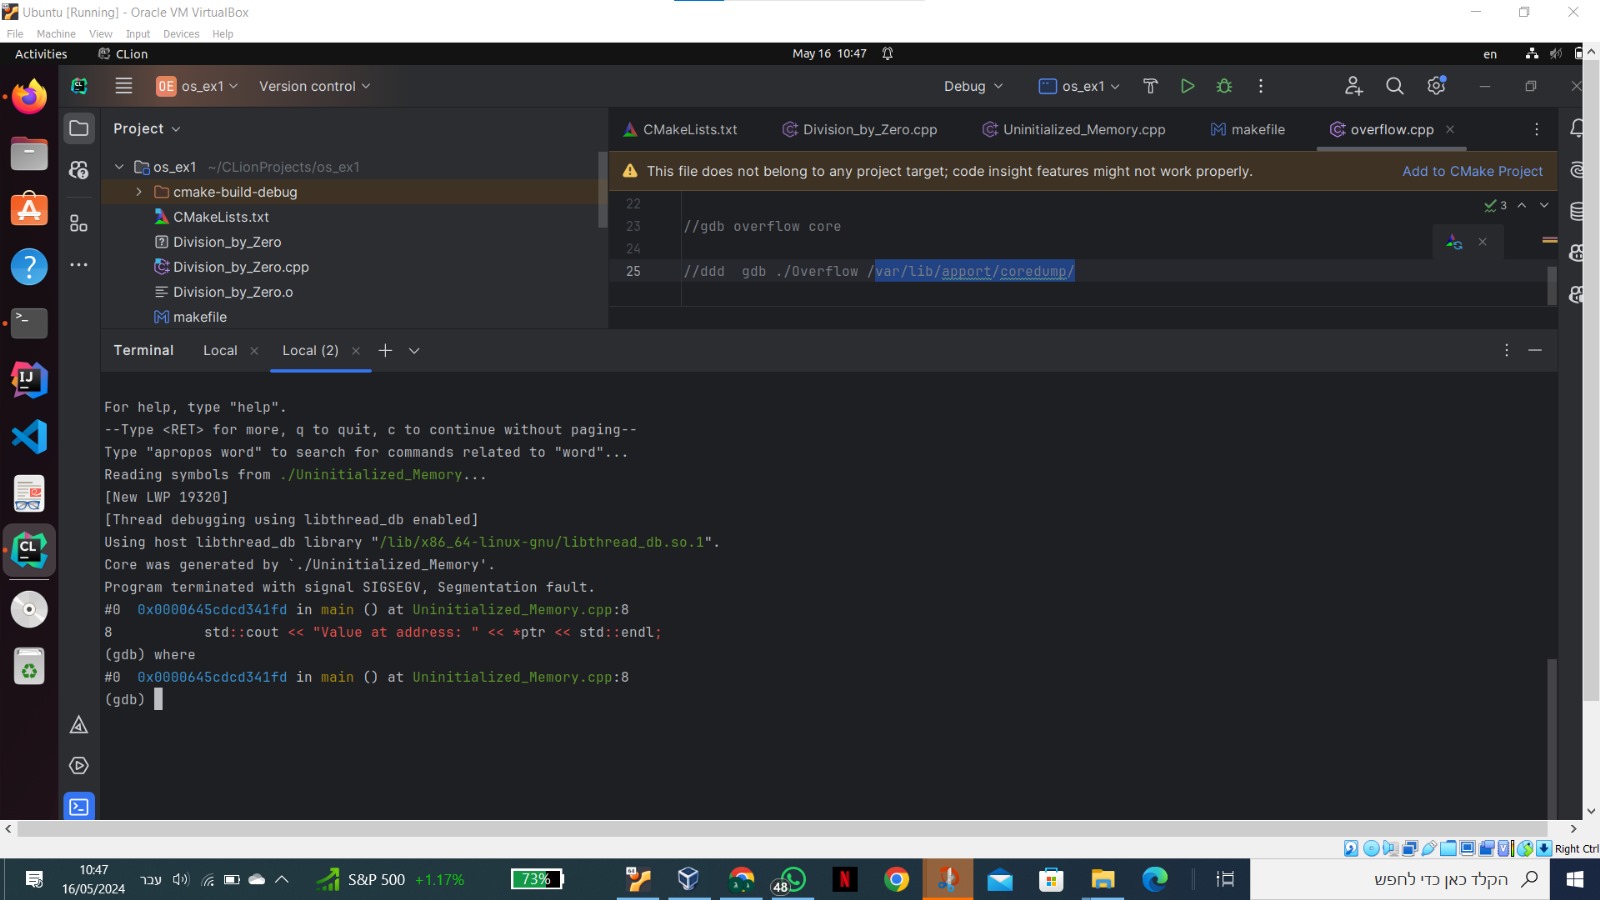 Ubuntu [Running] - Oracle VM VirtualBox
File Machine View Input Devices Help
Activities CLion May 16 10:47 en
OE os_ex1 Version control Debug os_ex1
Project
CMakeLists.txt Division_by_Zero.cpp Uninitialized_Memory.cpp makefile overflow.cpp
os_ex1 ~/CLionProjects/os_ex1
This file does not belong to any project target; code insight features might not work properly. Add to CMake Project
cmake-build-debug
CMakeLists.txt
Division_by_Zero
Division_by_Zero.cpp
Division_by_Zero.o
makefile
22 3
23 //gdb overflow core
24
25 //ddd  gdb ./Overflow /var/lib/apport/coredump/
Terminal Local Local (2)
For help, type "help".
--Type <RET> for more, q to quit, c to continue without paging--
Type "apropos word" to search for commands related to "word"...
Reading symbols from ./Uninitialized_Memory...
[New LWP 19320]
[Thread debugging using libthread_db enabled]
Using host libthread_db library "/lib/x86_64-linux-gnu/libthread_db.so.1".
Core was generated by `./Uninitialized_Memory'.
Program terminated with signal SIGSEGV, Segmentation fault.
#0  0x0000645cdcd341fd in main () at Uninitialized_Memory.cpp:8
8           std::cout << "Value at address: " << *ptr << std::endl;
(gdb) where
#0  0x0000645cdcd341fd in main () at Uninitialized_Memory.cpp:8
(gdb)
Right Ctrl
10:47
16/05/2024
עבר
S&P 500 +1.17%
73%
48
הקלד כאן כדי לחפש